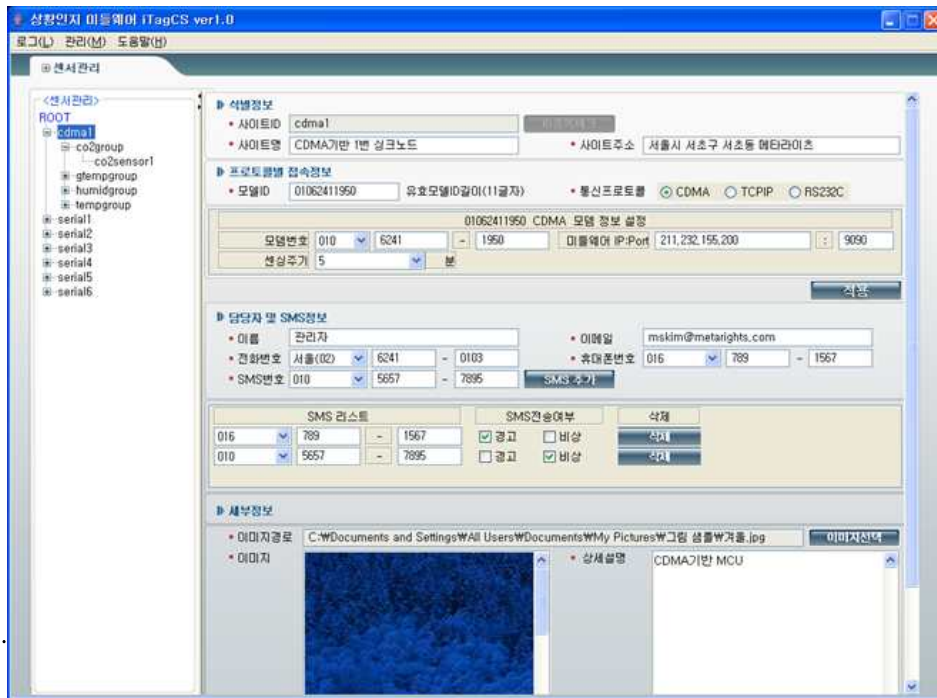 상황인지 미들웨어 iTagCS ver1.0
로그(L) 관리(M) 도움말(H)
센서관리
<센서관리>
ROOT
cdma1
co2group
co2sensor1
gtempgroup
humidgroup
tempgroup
serial1
serial2
serial3
serial4
serial5
serial6
식별정보
사이트ID cdma1
사이트명 CDMA기반 1번 싱크노드 사이트주소 서울시 서초구 서초동 메타라이츠
프로토콜별 접속정보
모델ID 01062411950 유효모델ID길이(11글자) 통신프로토콜 CDMA TCPIP RS232C
01062411950 CDMA 모뎀 정보 설정
모뎀번호 010 6241 - 1950 미들웨어 IP:Port 211,232,155,200 : 9090
센싱주기 5 분
적용
담당자 및 SMS정보
이름 관리자 이메일 mskim@metarights.com
전화번호 서울(02) 6241 - 0103 휴대폰번호 016 789 - 1567
SMS번호 010 5657 - 7895 SMS 추가
SMS 리스트 SMS전송여부 삭제
016 789 - 1567 경고 비상 삭제
010 5657 - 7895 경고 비상 삭제
세부정보
이미지경로 C:₩Documents and Settings₩All Users₩Documents₩My Pictures₩그림 샘플₩겨울.jpg 이미지선택
이미지 상세설명 CDMA기반 MCU